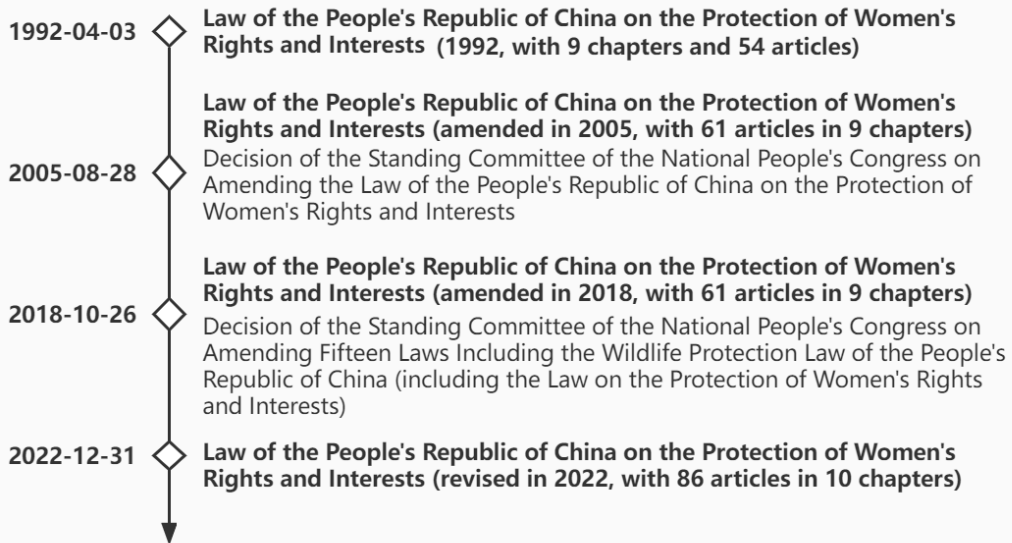 1992-04-03
Law of the People's Republic of China on the Protection of Women's
Rights and Interests (1992, with 9 chapters and 54 articles)
2005-08-28
Law of the People's Republic of China on the Protection of Women's
Rights and Interests (amended in 2005, with 61 articles in 9 chapters)
Decision of the Standing Committee of the National People's Congress on
Amending the Law of the People's Republic of China on the Protection of
Women's Rights and Interests
2018-10-26
Law of the People's Republic of China on the Protection of Women's
Rights and Interests (amended in 2018, with 61 articles in 9 chapters)
Decision of the Standing Committee of the National People's Congress on
Amending Fifteen Laws Including the Wildlife Protection Law of the People's
Republic of China (including the Law on the Protection of Women's Rights
and Interests)
2022-12-31
Law of the People's Republic of China on the Protection of Women's
Rights and Interests (revised in 2022, with 86 articles in 10 chapters)